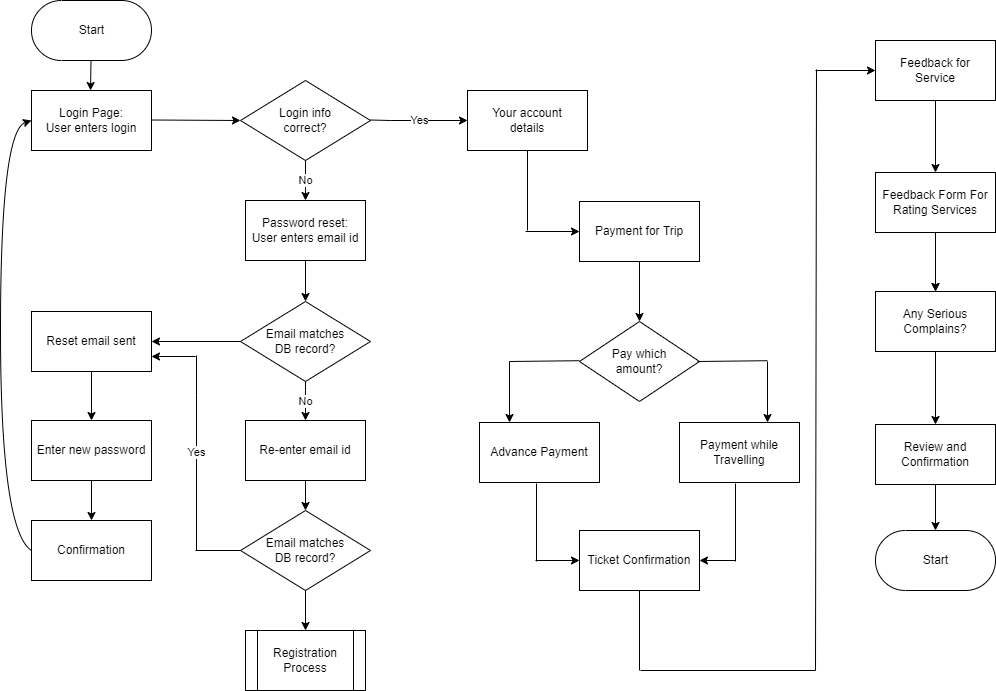 Start
Login Page:
User enters login
Login info
correct?
Yes
Your account
details
No
Password reset:
User enters email id
Email matches
DB record?
No
Reset email sent
Enter new password
Confirmation
Re-enter email id
Yes
Email matches
DB record?
Registration
Process
Payment for Trip
Pay which
amount?
Advance Payment
Payment while
Travelling
Ticket Confirmation
Feedback for
Service
Feedback Form For
Rating Services
Any Serious
Complains?
Review and
Confirmation
Start